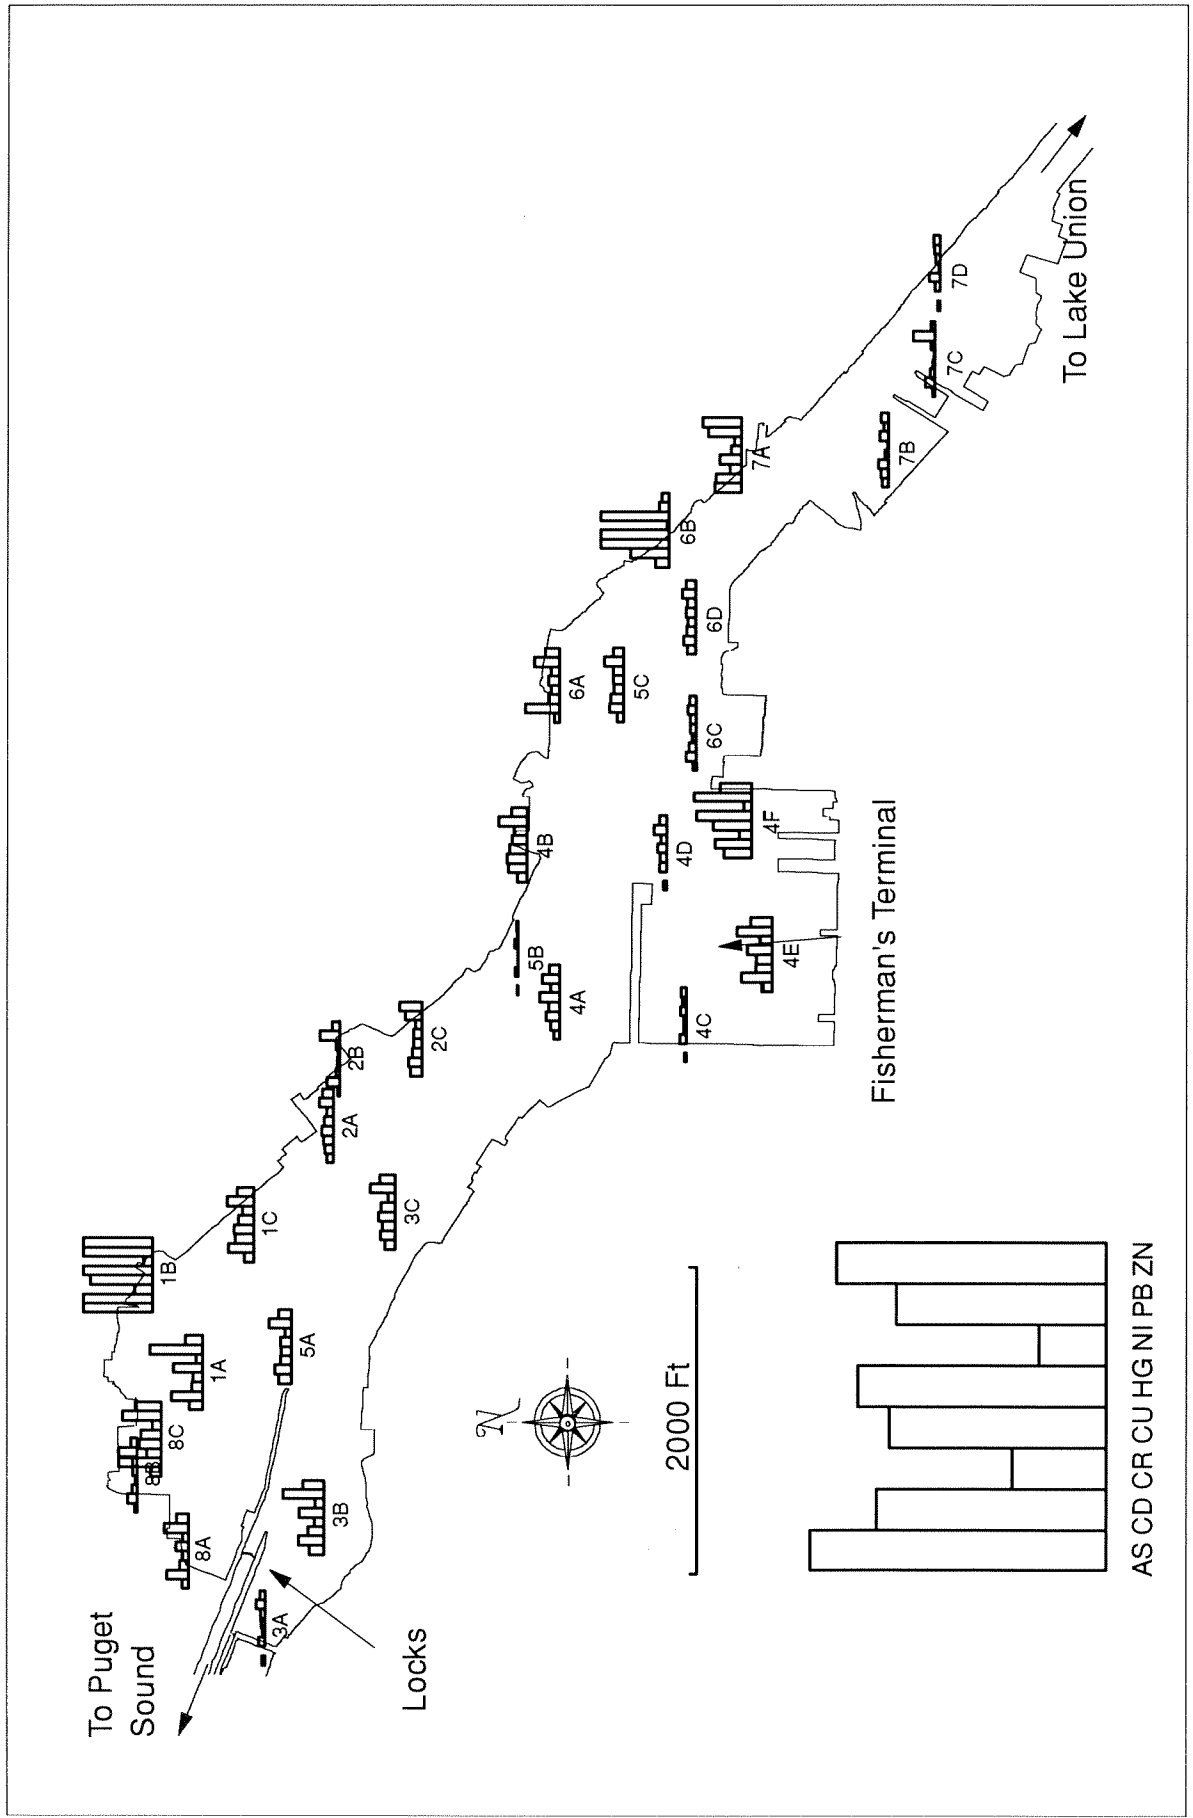 To Puget
Sound
Locks
N
2000 Ft
AS CD CR CU HG NI PB ZN
Fisherman's Terminal
To Lake Union
8A
8B
8C
1A
1B
1C
2A
2B
2C
3A
3B
3C
5A
5B
4A
4B
4C
4D
4E
4F
5C
6A
6B
6C
6D
7A
7B
7C
7D